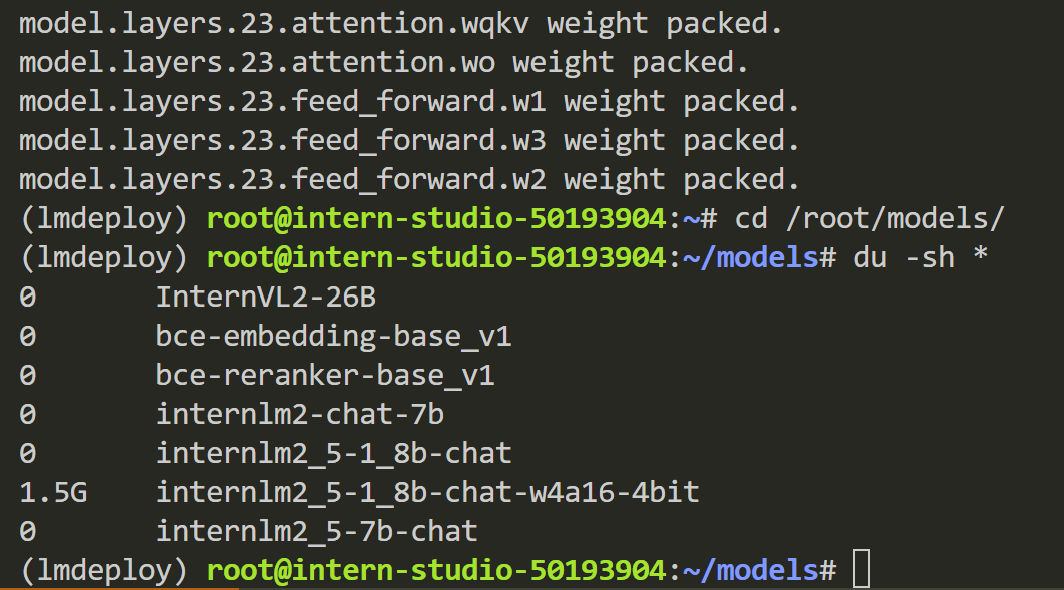 model.layers.23.attention.wqkv weight packed.
model.layers.23.attention.wo weight packed.
model.layers.23.feed_forward.w1 weight packed.
model.layers.23.feed_forward.w3 weight packed.
model.layers.23.feed_forward.w2 weight packed.
(lmdeploy) root@intern-studio-50193904:~# cd /root/models/
(lmdeploy) root@intern-studio-50193904:~/models# du -sh *
0       InternVL2-26B
0       bce-embedding-base_v1
0       bce-reranker-base_v1
0       internlm2-chat-7b
0       internlm2_5-1_8b-chat
1.5G    internlm2_5-1_8b-chat-w4a16-4bit
0       internlm2_5-7b-chat
(lmdeploy) root@intern-studio-50193904:~/models#